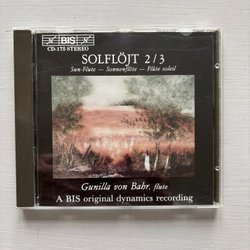 BIS
CD-175 STEREO
SOLFLÖJT 2/3
Sun-Flute — Sonnenflöte — Flûte soleil
Gunilla von Bahr, flute
A BIS original dynamics recording